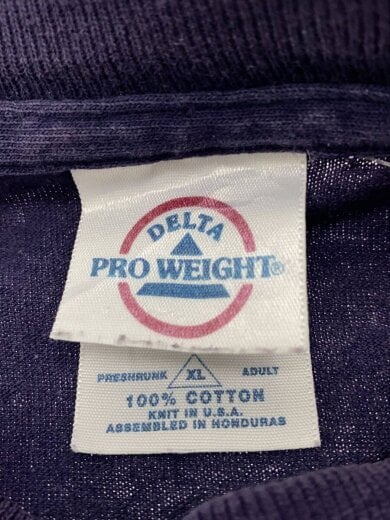 DELTA
PRO WEIGHT®
PRESHRUNK XL ADULT
100% COTTON
KNIT IN U.S.A.
ASSEMBLED IN HONDURAS